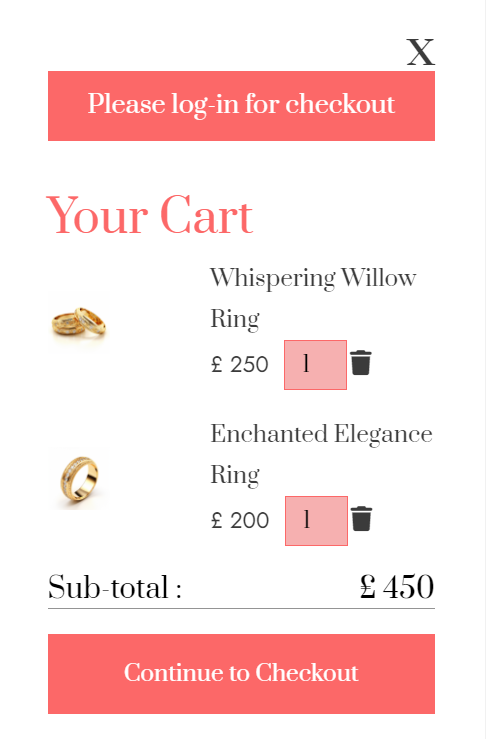 X
Please log-in for checkout
Your Cart
Whispering Willow
Ring
£ 250 1
Enchanted Elegance
Ring
£ 200 1
Sub-total : £ 450
Continue to Checkout